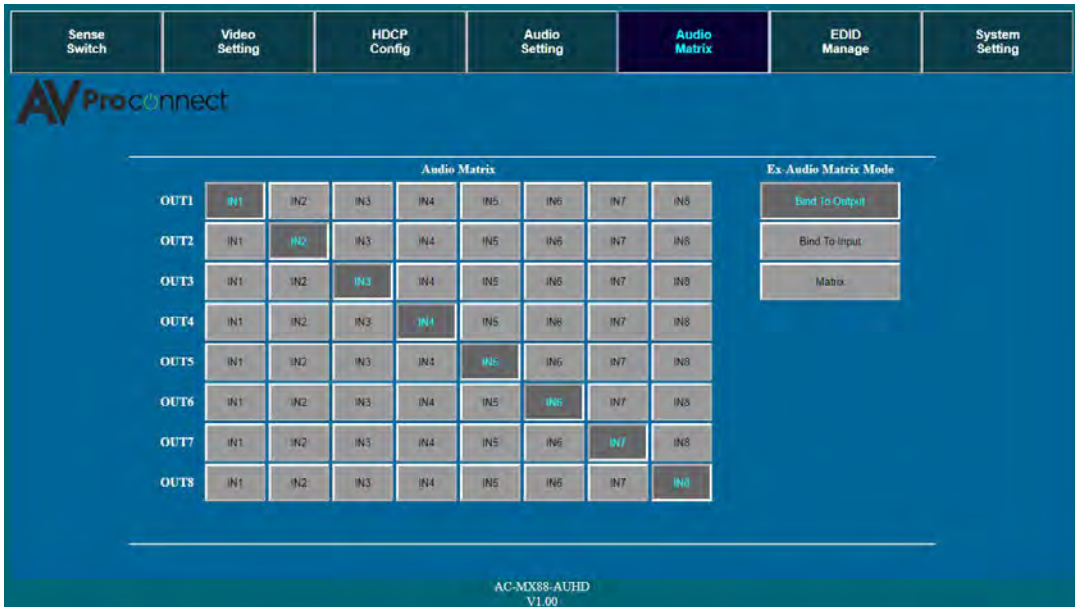 Sense Switch Video Setting HDCP Config Audio Setting Audio Matrix EDID Manage System Setting
AVProconnect
Audio Matrix Ex-Audio Matrix Mode
OUT1 IN1 IN2 IN3 IN4 IN5 IN6 IN7 IN8 Bind To Output
OUT2 IN1 IN2 IN3 IN4 IN5 IN6 IN7 IN8 Bind To Input
OUT3 IN1 IN2 IN3 IN4 IN5 IN6 IN7 IN8 Matrix
OUT4 IN1 IN2 IN3 IN4 IN5 IN6 IN7 IN8
OUT5 IN1 IN2 IN3 IN4 IN5 IN6 IN7 IN8
OUT6 IN1 IN2 IN3 IN4 IN5 IN6 IN7 IN8
OUT7 IN1 IN2 IN3 IN4 IN5 IN6 IN7 IN8
OUT8 IN1 IN2 IN3 IN4 IN5 IN6 IN7 IN8
AC-MX88-AUHD
V1.00